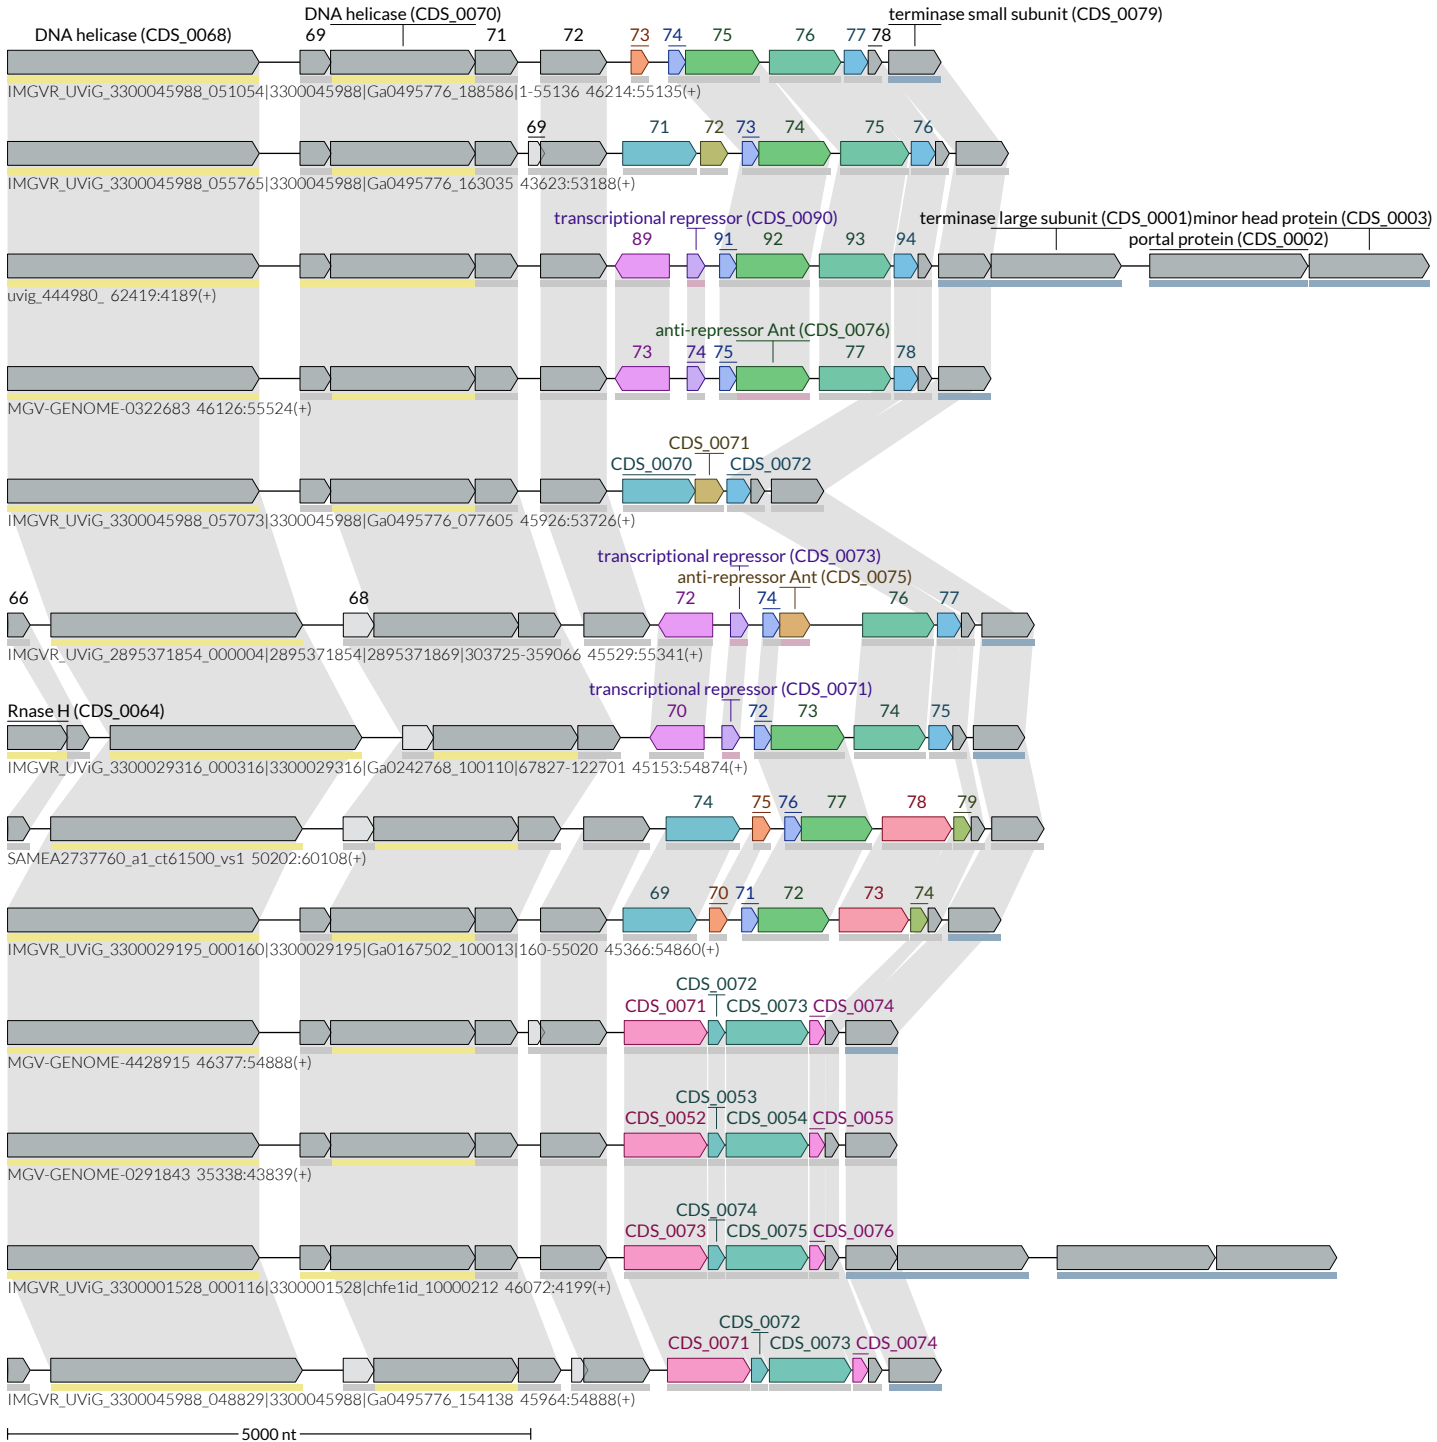 DNA helicase (CDS_0070) terminase small subunit (CDS_0079)
DNA helicase (CDS_0068) 69 71 72 73 74 75 76 77 78
IMGVR_UViG_3300045988_051054|3300045988|Ga0495776_188586|1-55136 46214:55135(+)
69 71 72 73 74 75 76
IMGVR_UViG_3300045988_055765|3300045988|Ga0495776_163035 43623:53188(+)
transcriptional repressor (CDS_0090) terminase large subunit (CDS_0001) minor head protein (CDS_0003)
89 91 92 93 94 portal protein (CDS_0002)
uvig_444980_ 62419:4189(+)
anti-repressor Ant (CDS_0076)
73 74 75 77 78
MGV-GENOME-0322683 46126:55524(+)
CDS_0071
CDS_0070 CDS_0072
IMGVR_UViG_3300045988_057073|3300045988|Ga0495776_077605 45926:53726(+)
transcriptional repressor (CDS_0073)
anti-repressor Ant (CDS_0075)
66 68 72 74 76 77
IMGVR_UViG_2895371854_000004|2895371854|2895371869|303725-359066 45529:55341(+)
transcriptional repressor (CDS_0071)
Rnase H (CDS_0064) 70 72 73 74 75
IMGVR_UViG_3300029316_000316|3300029316|Ga0242768_100110|67827-122701 45153:54874(+)
74 75 76 77 78 79
SAMEA2737760_a1_ct61500_vs1 50202:60108(+)
69 70 71 72 73 74
IMGVR_UViG_3300029195_000160|3300029195|Ga0167502_100013|160-55020 45366:54860(+)
CDS_0072
CDS_0071 CDS_0073 CDS_0074
MGV-GENOME-4428915 46377:54888(+)
CDS_0053
CDS_0052 CDS_0054 CDS_0055
MGV-GENOME-0291843 35338:43839(+)
CDS_0074
CDS_0073 CDS_0075 CDS_0076
IMGVR_UViG_3300001528_000116|3300001528|chfe1id_10000212 46072:4199(+)
CDS_0072
CDS_0071 CDS_0073 CDS_0074
IMGVR_UViG_3300045988_048829|3300045988|Ga0495776_154138 45964:54888(+)
5000 nt